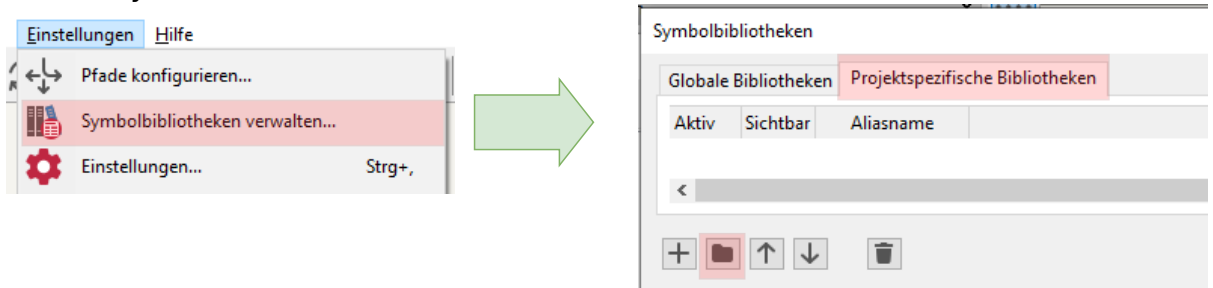 Einstellungen Hilfe
Pfade konfigurieren...
Symbolbibliotheken verwalten...
Einstellungen... Strg+,
Symbolbibliotheken
Globale Bibliotheken Projektspezifische Bibliotheken
Aktiv Sichtbar Aliasname